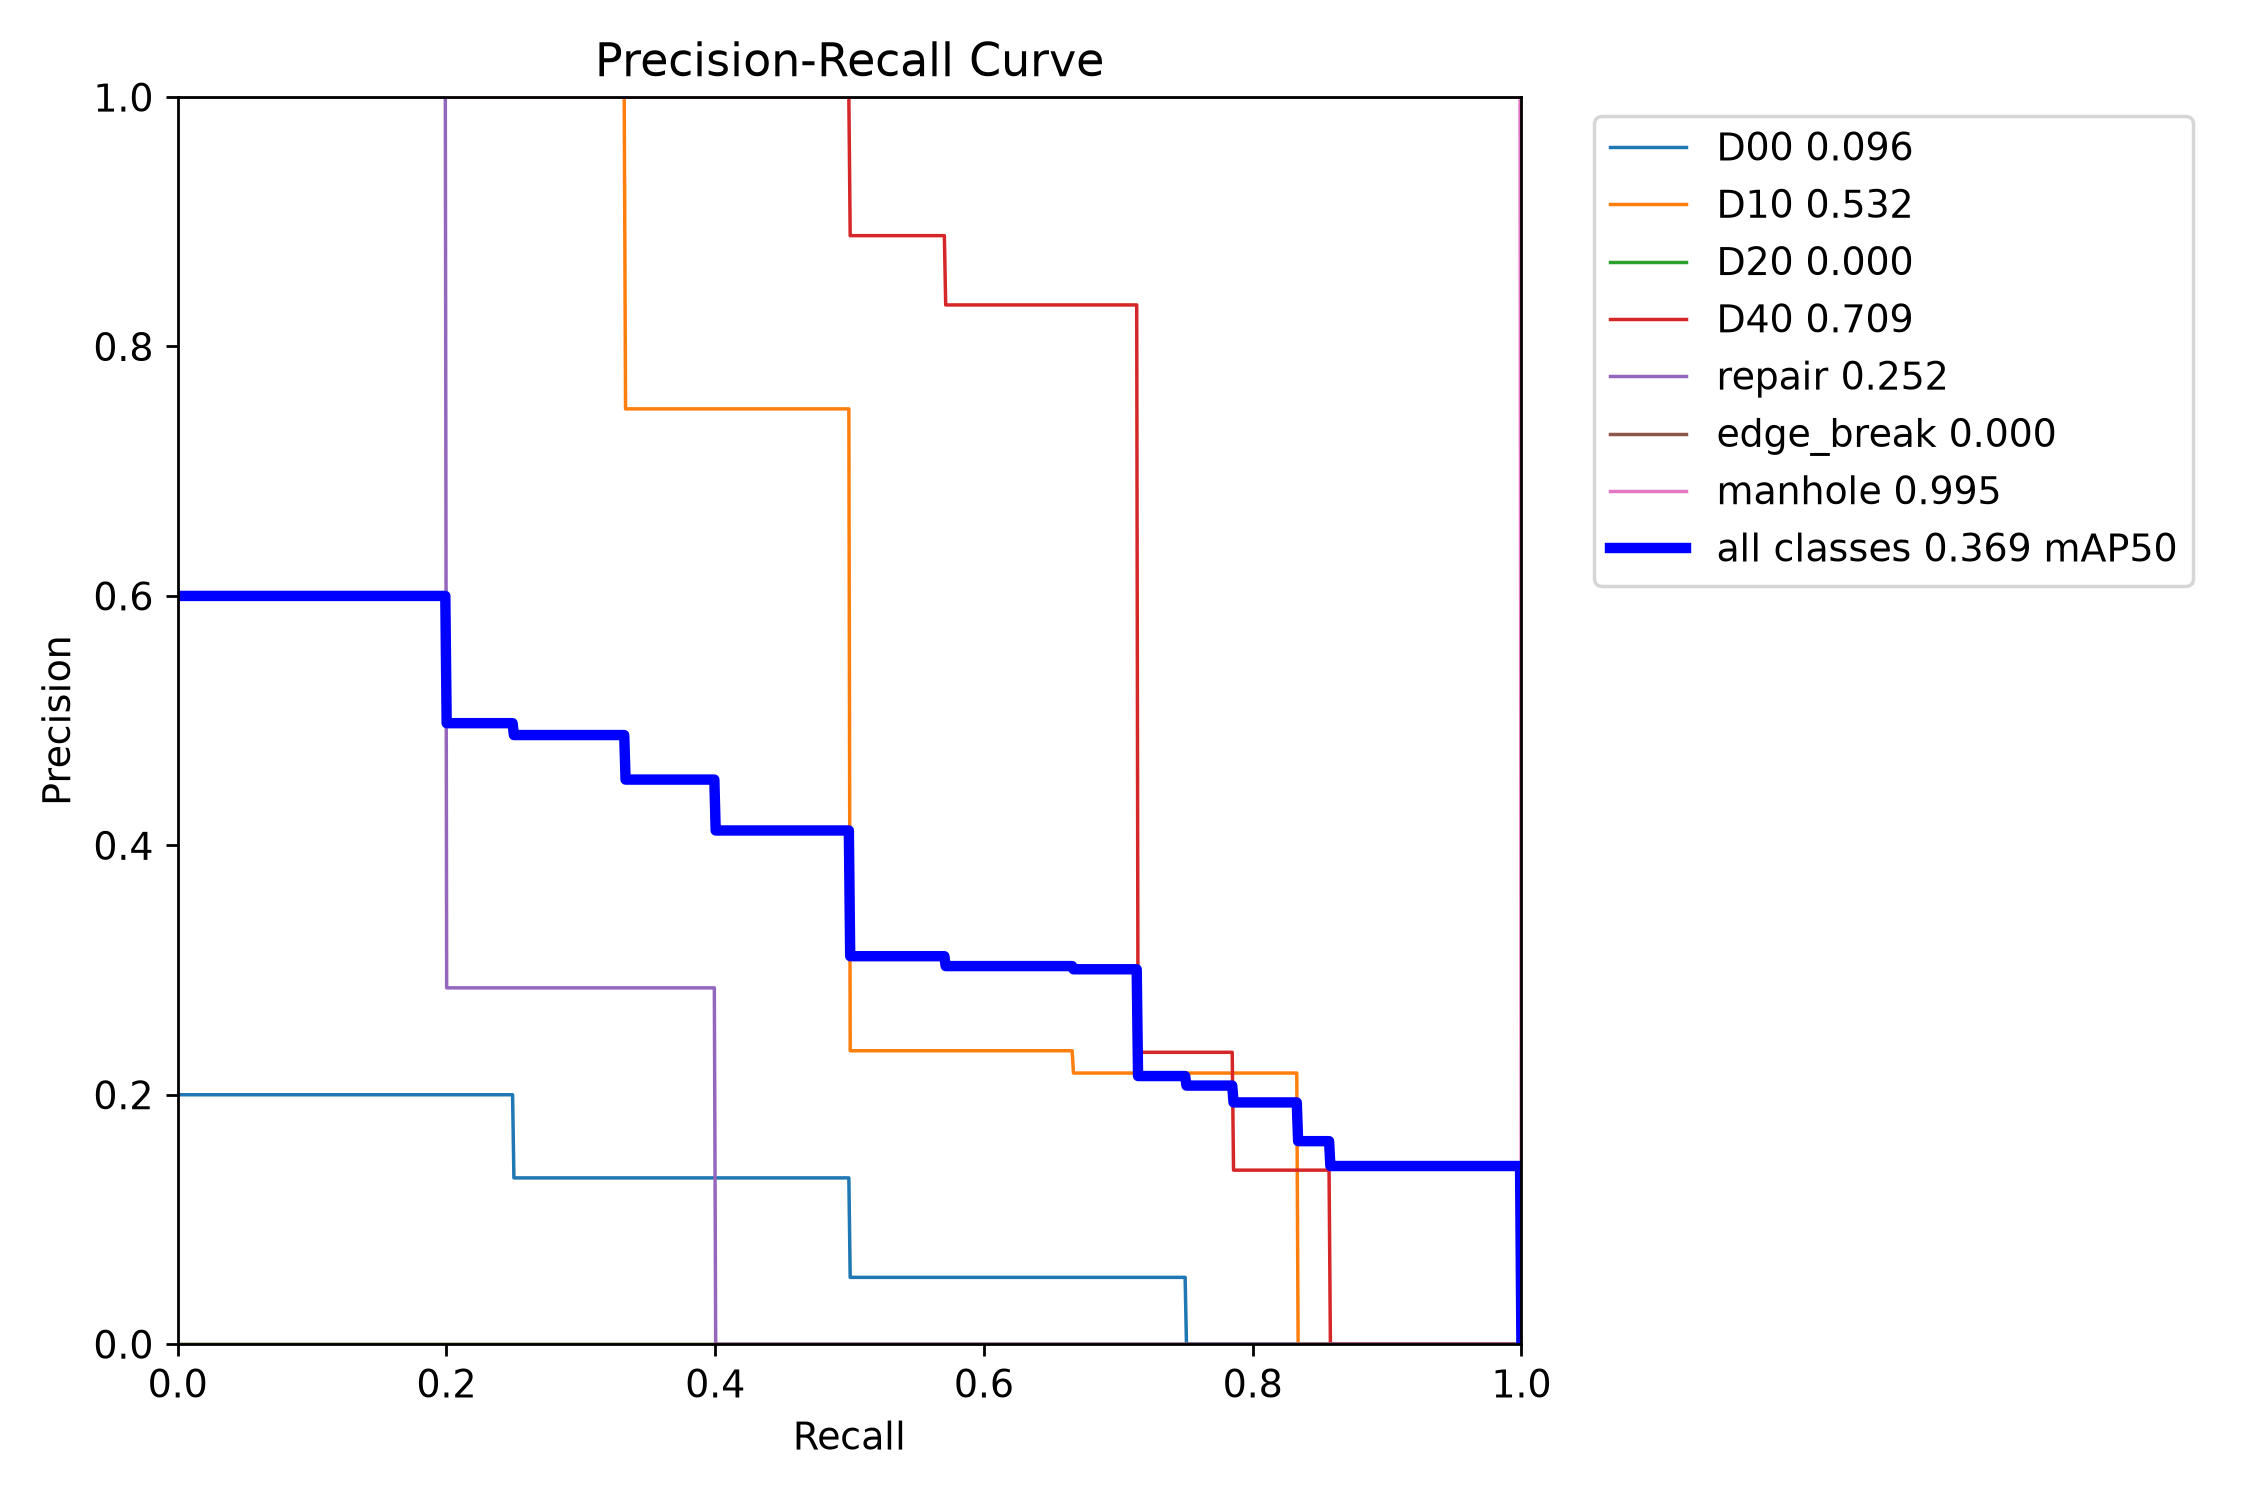 Precision-Recall Curve
1.0
0.8
0.6
0.4
0.2
0.0
Precision
0.0 0.2 0.4 0.6 0.8 1.0
Recall
D00 0.096
D10 0.532
D20 0.000
D40 0.709
repair 0.252
edge_break 0.000
manhole 0.995
all classes 0.369 mAP50